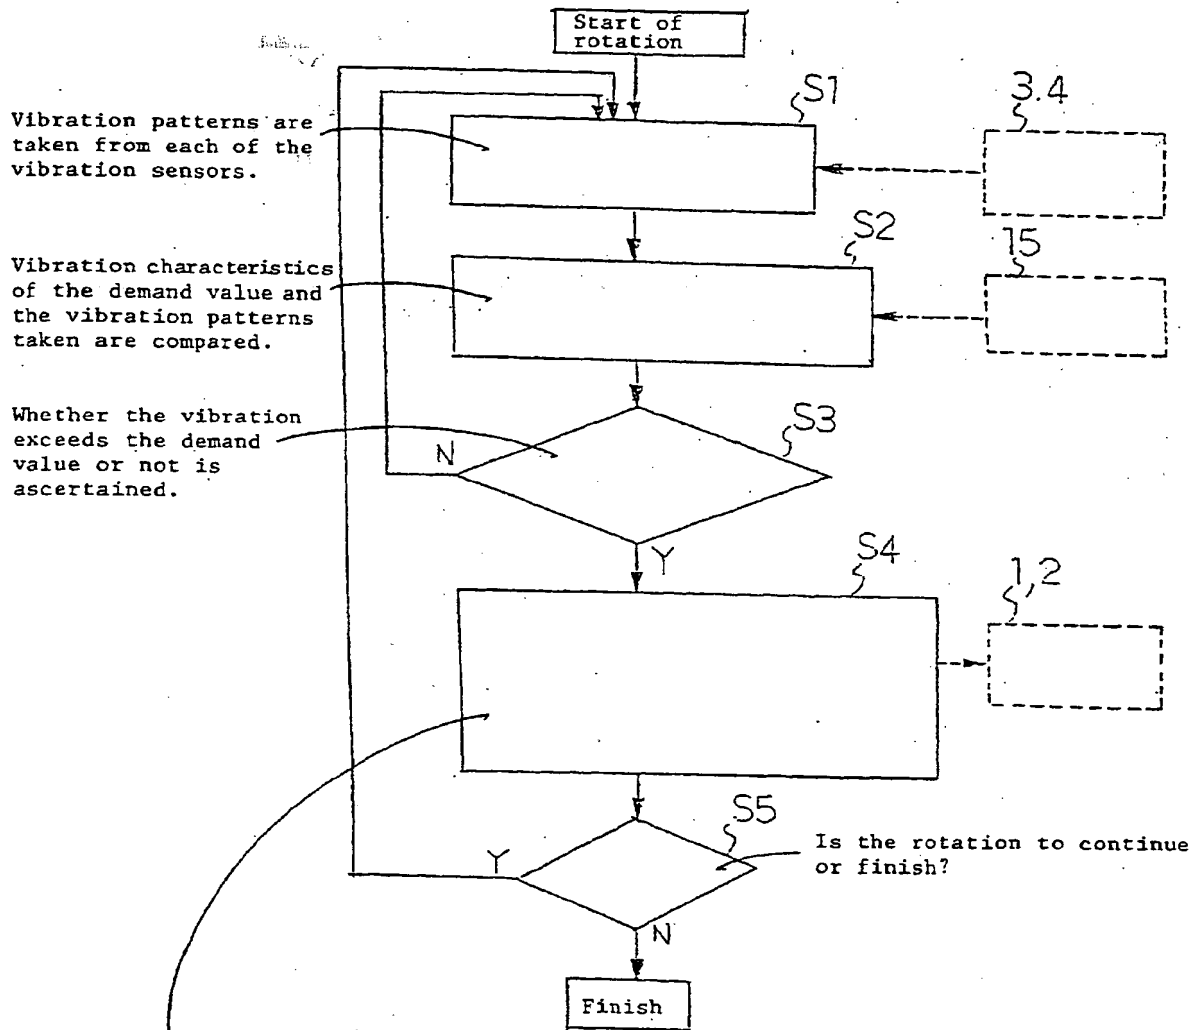 Start of
rotation
S1
3.4
Vibration patterns are
taken from each of the
vibration sensors.
S2
15
Vibration characteristics
of the demand value and
the vibration patterns
taken are compared.
Whether the vibration
exceeds the demand
value or not is
ascertained.
N
S3
Y
S4
1,2
S5
Is the rotation to continue
or finish?
Y
N
Finish